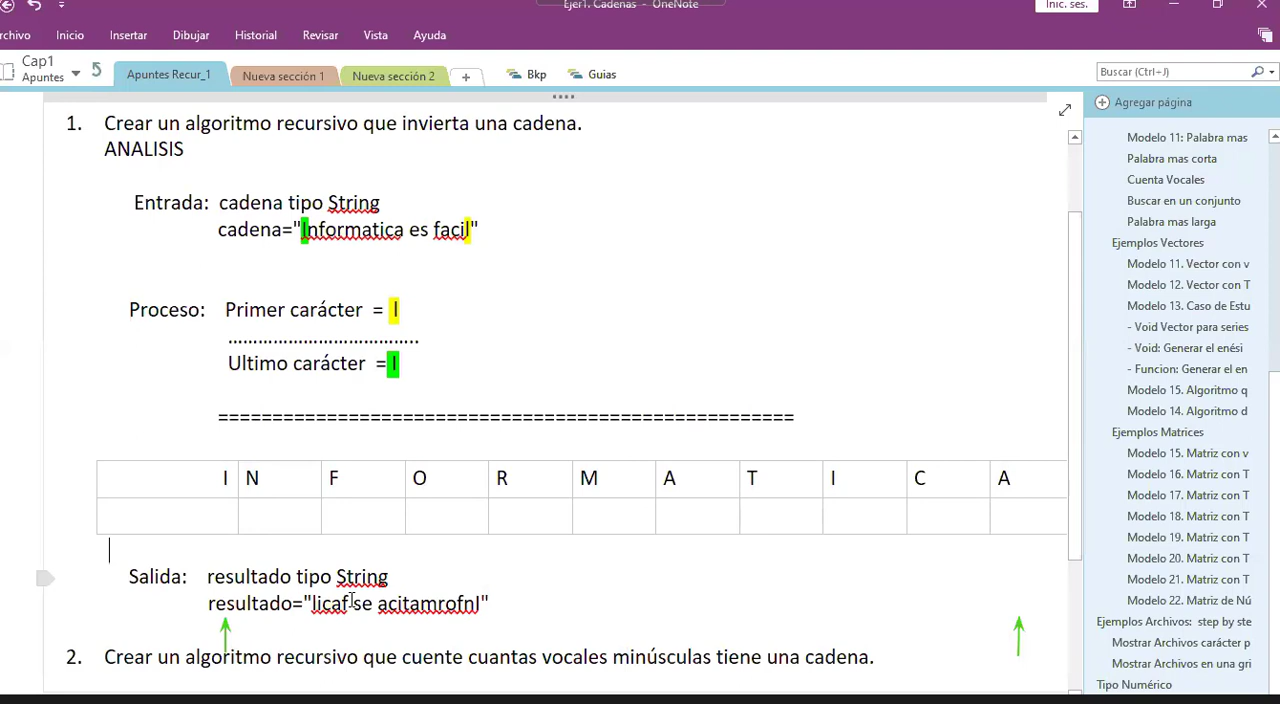 Ejer1. Cadenas - OneNote
Inic. ses.
rchivo Inicio Insertar Dibujar Historial Revisar Vista Ayuda
Cap1
Apuntes
Apuntes Recur_1 Nueva sección 1 Nueva sección 2 + Bkp Guias
Buscar (Ctrl+J)
Agregar página
1. Crear un algoritmo recursivo que invierta una cadena.
ANALISIS
Entrada: cadena tipo String
cadena="Informatica es facil"
Proceso: Primer carácter = l
.......................................
Ultimo carácter = I
=====================================================
I N F O R M A T I C A
Salida: resultado tipo String
resultado="licaf se acitamrofnI"
2. Crear un algoritmo recursivo que cuente cuantas vocales minúsculas tiene una cadena.
Modelo 11: Palabra mas
Palabra mas corta
Cuenta Vocales
Buscar en un conjunto
Palabra mas larga
Ejemplos Vectores
Modelo 11. Vector con v
Modelo 12. Vector con T
Modelo 13. Caso de Estu
- Void Vector para series
- Void: Generar el enési
- Funcion: Generar el en
Modelo 15. Algoritmo q
Modelo 14. Algoritmo d
Ejemplos Matrices
Modelo 15. Matriz con v
Modelo 16. Matriz con T
Modelo 17. Matriz con T
Modelo 18. Matriz con T
Modelo 19. Matriz con T
Modelo 20. Matriz con T
Modelo 21. Matriz con T
Modelo 22. Matriz de Nú
Ejemplos Archivos: step by ste
Mostrar Archivos carácter p
Mostrar Archivos en una gri
Tipo Numérico